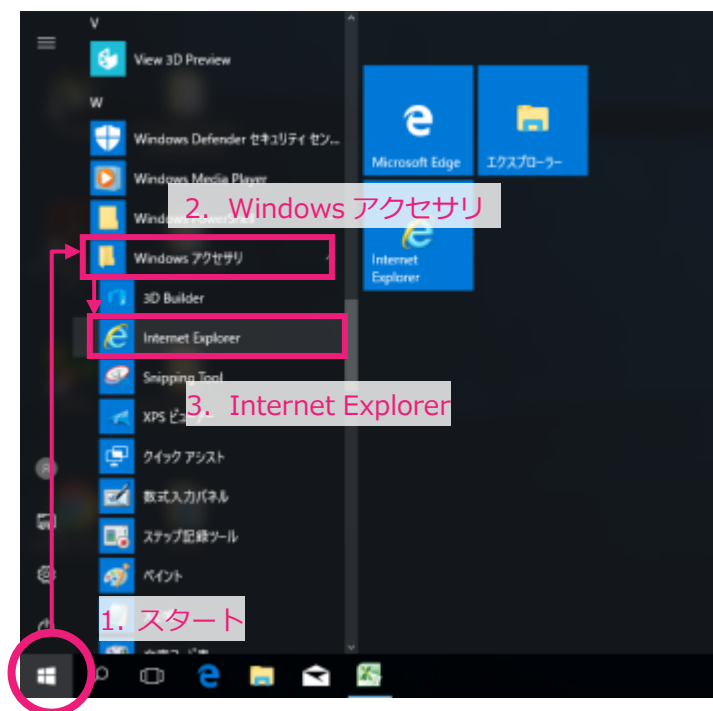 V
View 3D Preview
W
Windows Defender セキュリティ セン...
Windows Media Player
2. Windows アクセサリ
Windows アクセサリ
3D Builder
Internet Explorer
Snipping Tool
3. Internet Explorer
XPS
クイック アシスト
数式入力パネル
ステップ記録ツール
ペイント
1. スタート
Microsoft Edge
エクスプローラー
Internet
Explorer